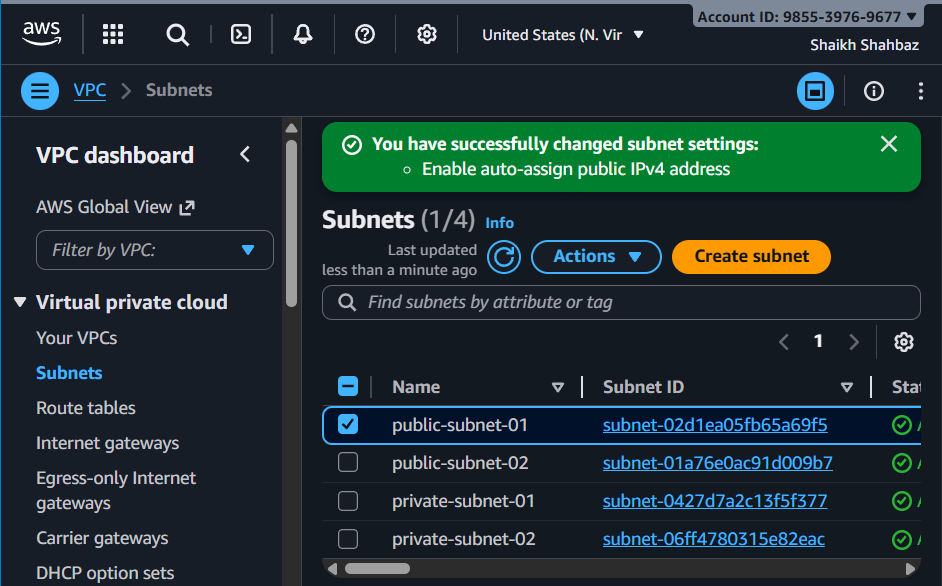 aws
United States (N. Vir
Account ID: 9855-3976-9677
Shaikh Shahbaz
VPC
Subnets
VPC dashboard
AWS Global View
Filter by VPC:
Virtual private cloud
Your VPCs
Subnets
Route tables
Internet gateways
Egress-only Internet
gateways
Carrier gateways
DHCP option sets
You have successfully changed subnet settings:
Enable auto-assign public IPv4 address
Subnets (1/4) Info
Last updated
less than a minute ago
Actions
Create subnet
Find subnets by attribute or tag
1
Name Subnet ID Stat
public-subnet-01 subnet-02d1ea05fb65a69f5
public-subnet-02 subnet-01a76e0ac91d009b7
private-subnet-01 subnet-0427d7a2c13f5f377
private-subnet-02 subnet-06ff4780315e82eac